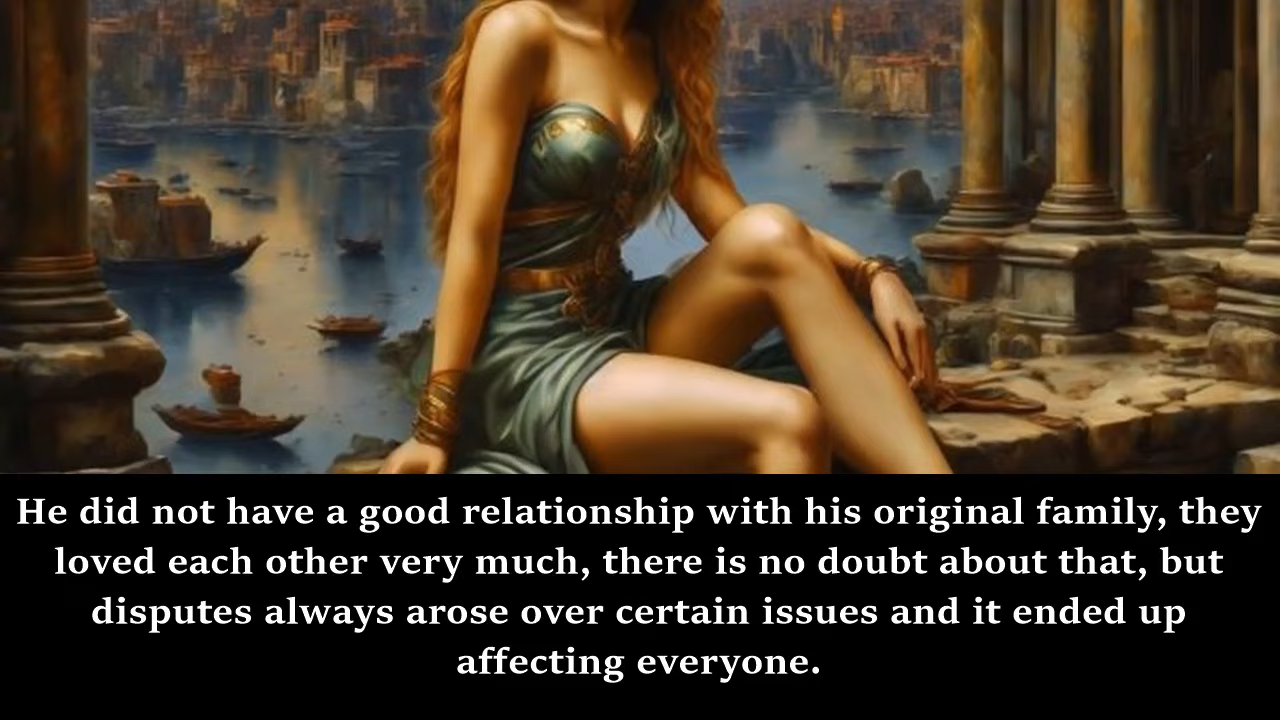 He did not have a good relationship with his original family, they
loved each other very much, there is no doubt about that, but
disputes always arose over certain issues and it ended up
affecting everyone.